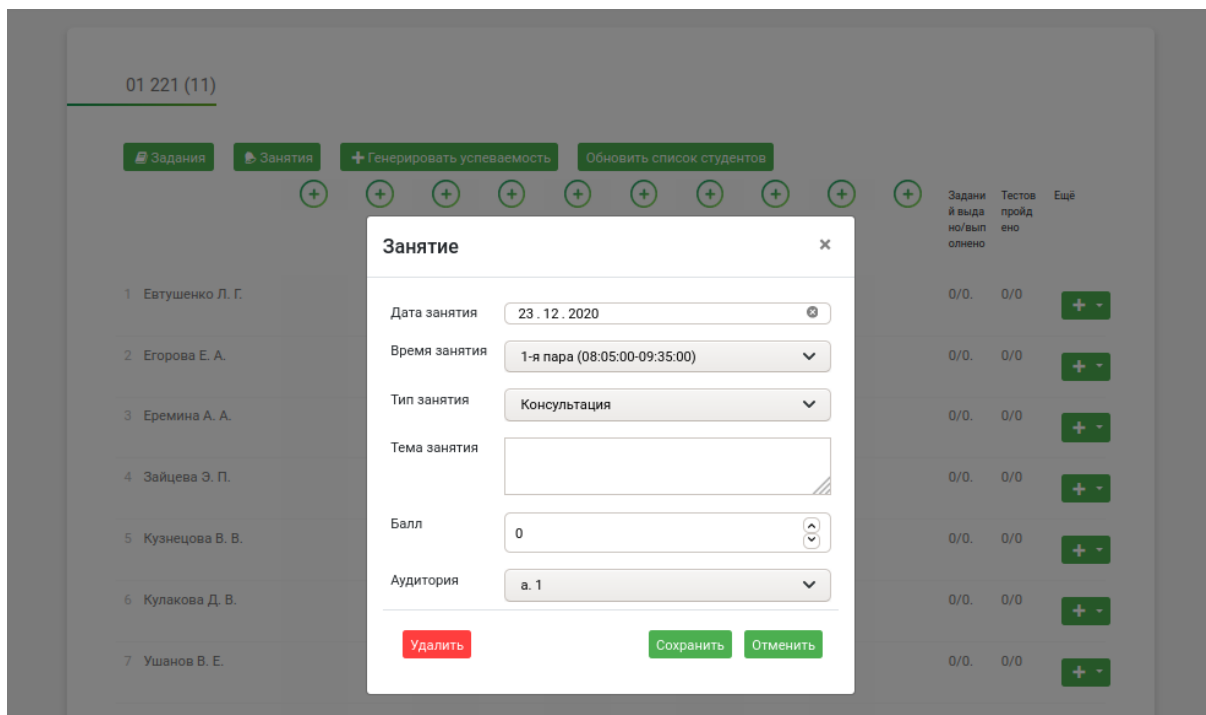 01 221 (11)
Задания Занятия Генерировать успеваемость Обновить список студентов
Задани
й выда
но/вып
олнено
Тестов
пройд
ено
Ещё
Занятие
Дата занятия 23.12.2020
Время занятия 1-я пара (08:05:00-09:35:00)
Тип занятия Консультация
Тема занятия
Балл 0
Аудитория а. 1
Удалить Сохранить Отменить
1 Евтушенко Л. Г. 0/0. 0/0
2 Егорова Е. А. 0/0. 0/0
3 Еремина А. А. 0/0. 0/0
4 Зайцева Э. П. 0/0. 0/0
5 Кузнецова В. В. 0/0. 0/0
6 Кулакова Д. В. 0/0. 0/0
7 Ушанов В. Е. 0/0. 0/0